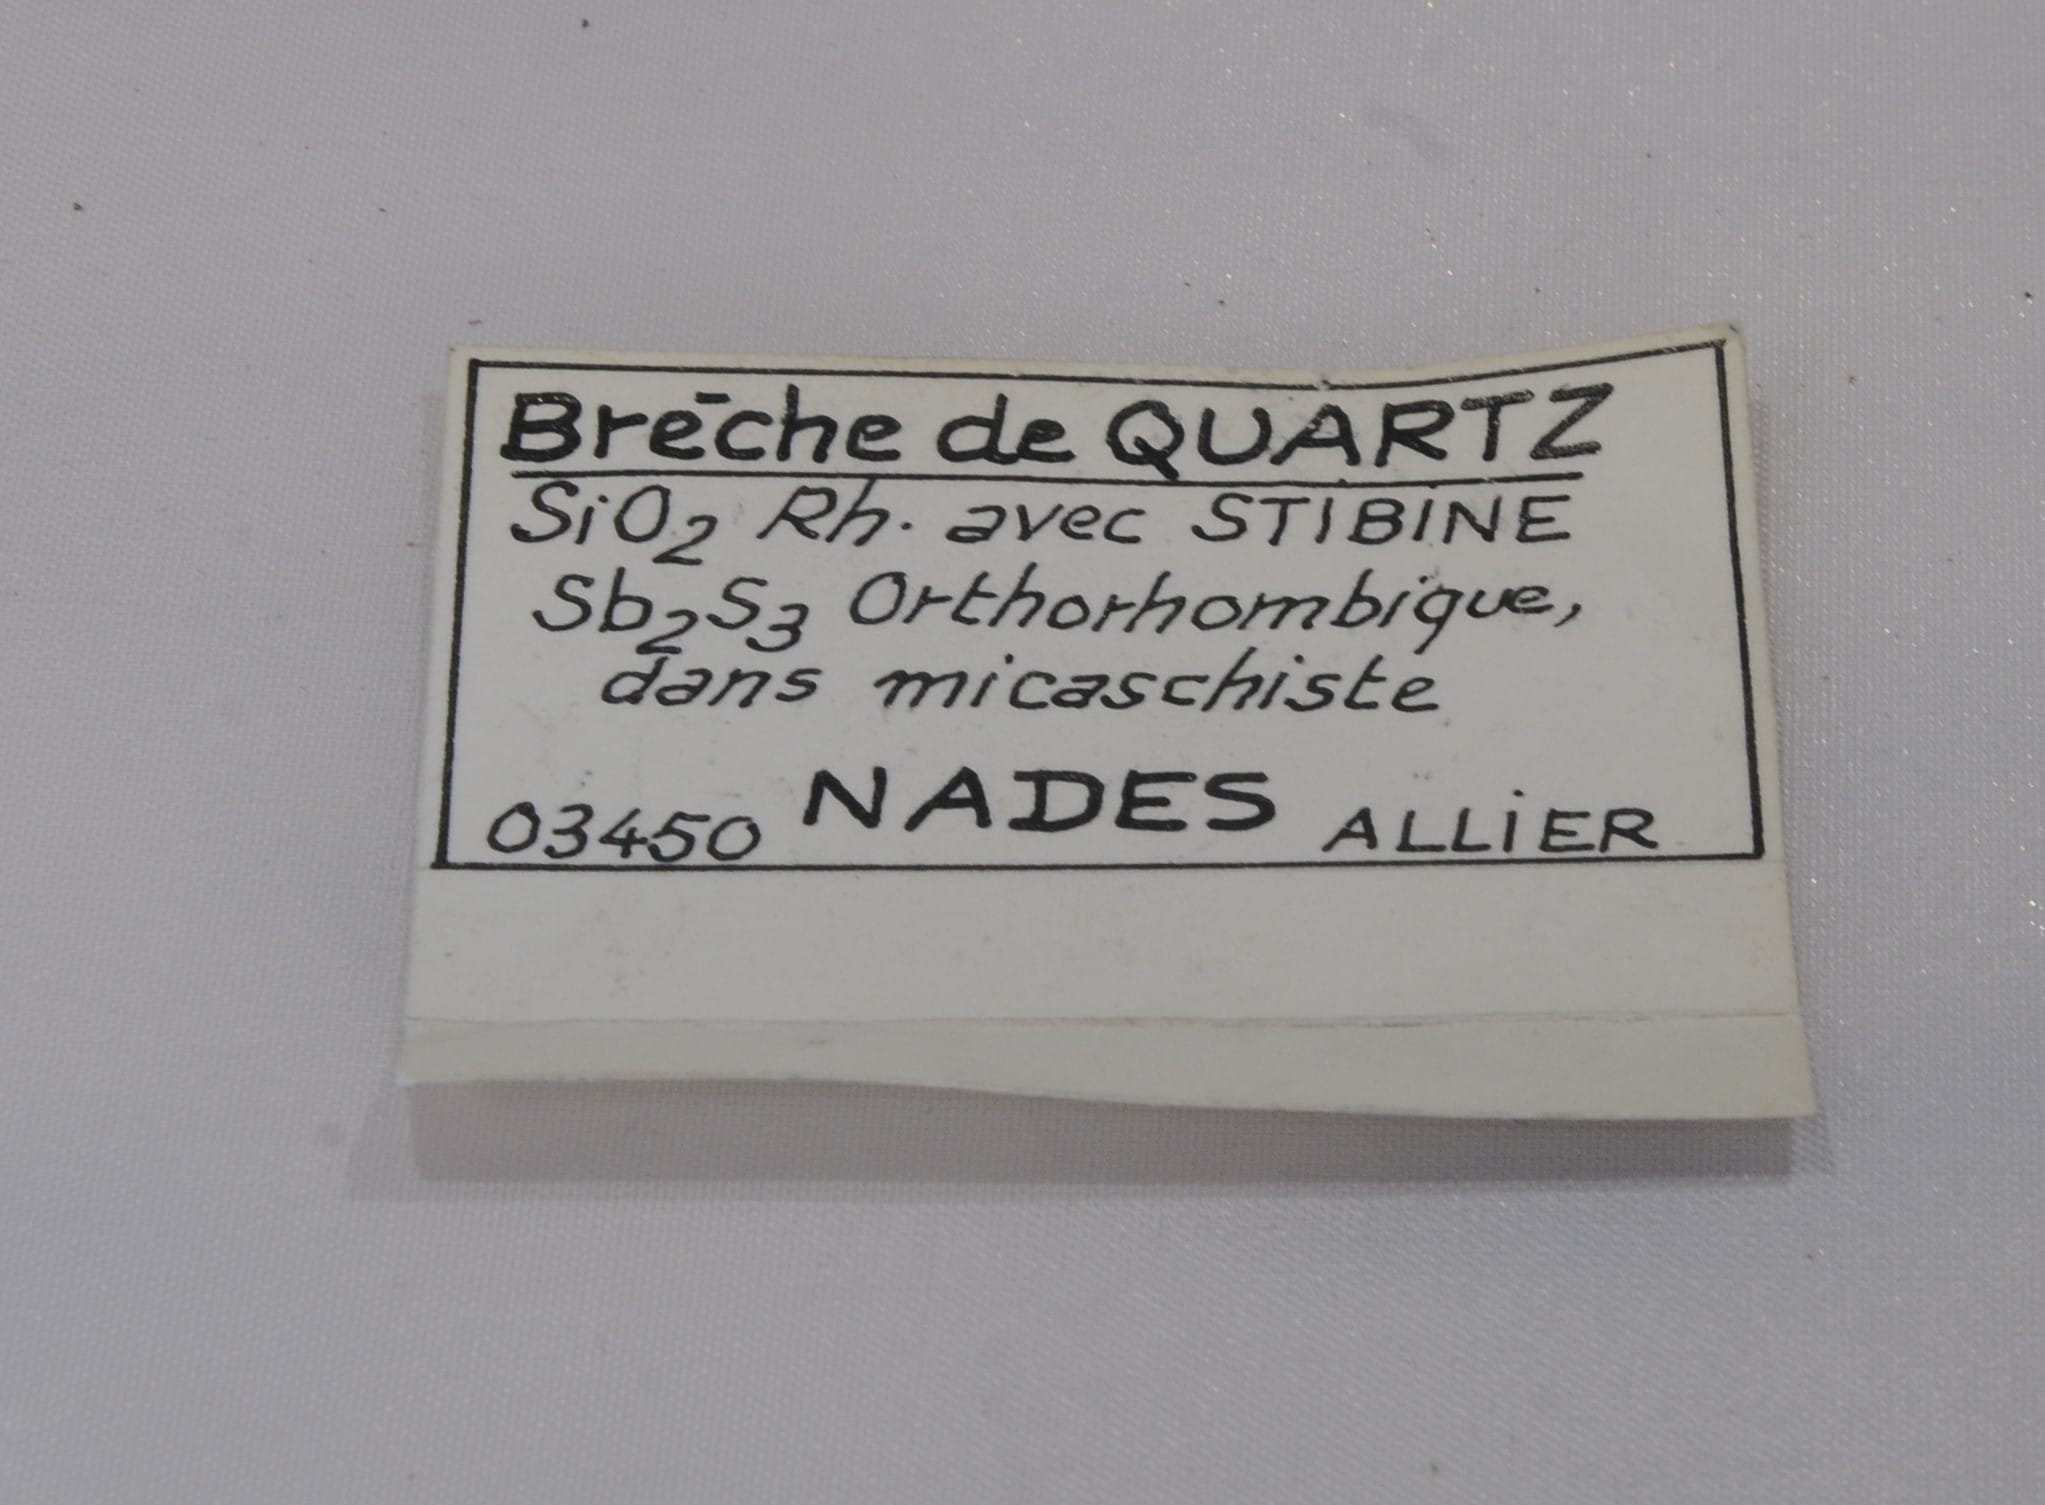 Brēche de QUARTZ
SiO₂ Rh. avec STIBINE
Sb₂S₃ Orthorhombique,
dans micaschiste
03450 NADES ALLIER